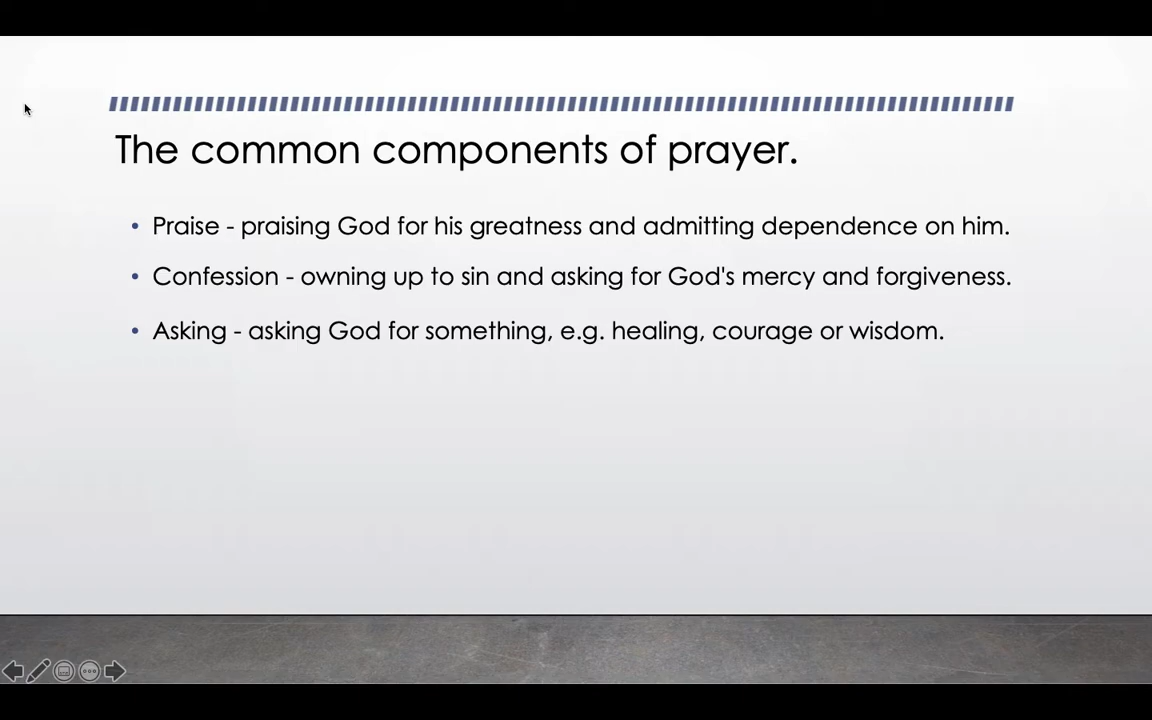 The common components of prayer.
• Praise - praising God for his greatness and admitting dependence on him.
• Confession - owning up to sin and asking for God's mercy and forgiveness.
• Asking - asking God for something, e.g. healing, courage or wisdom.